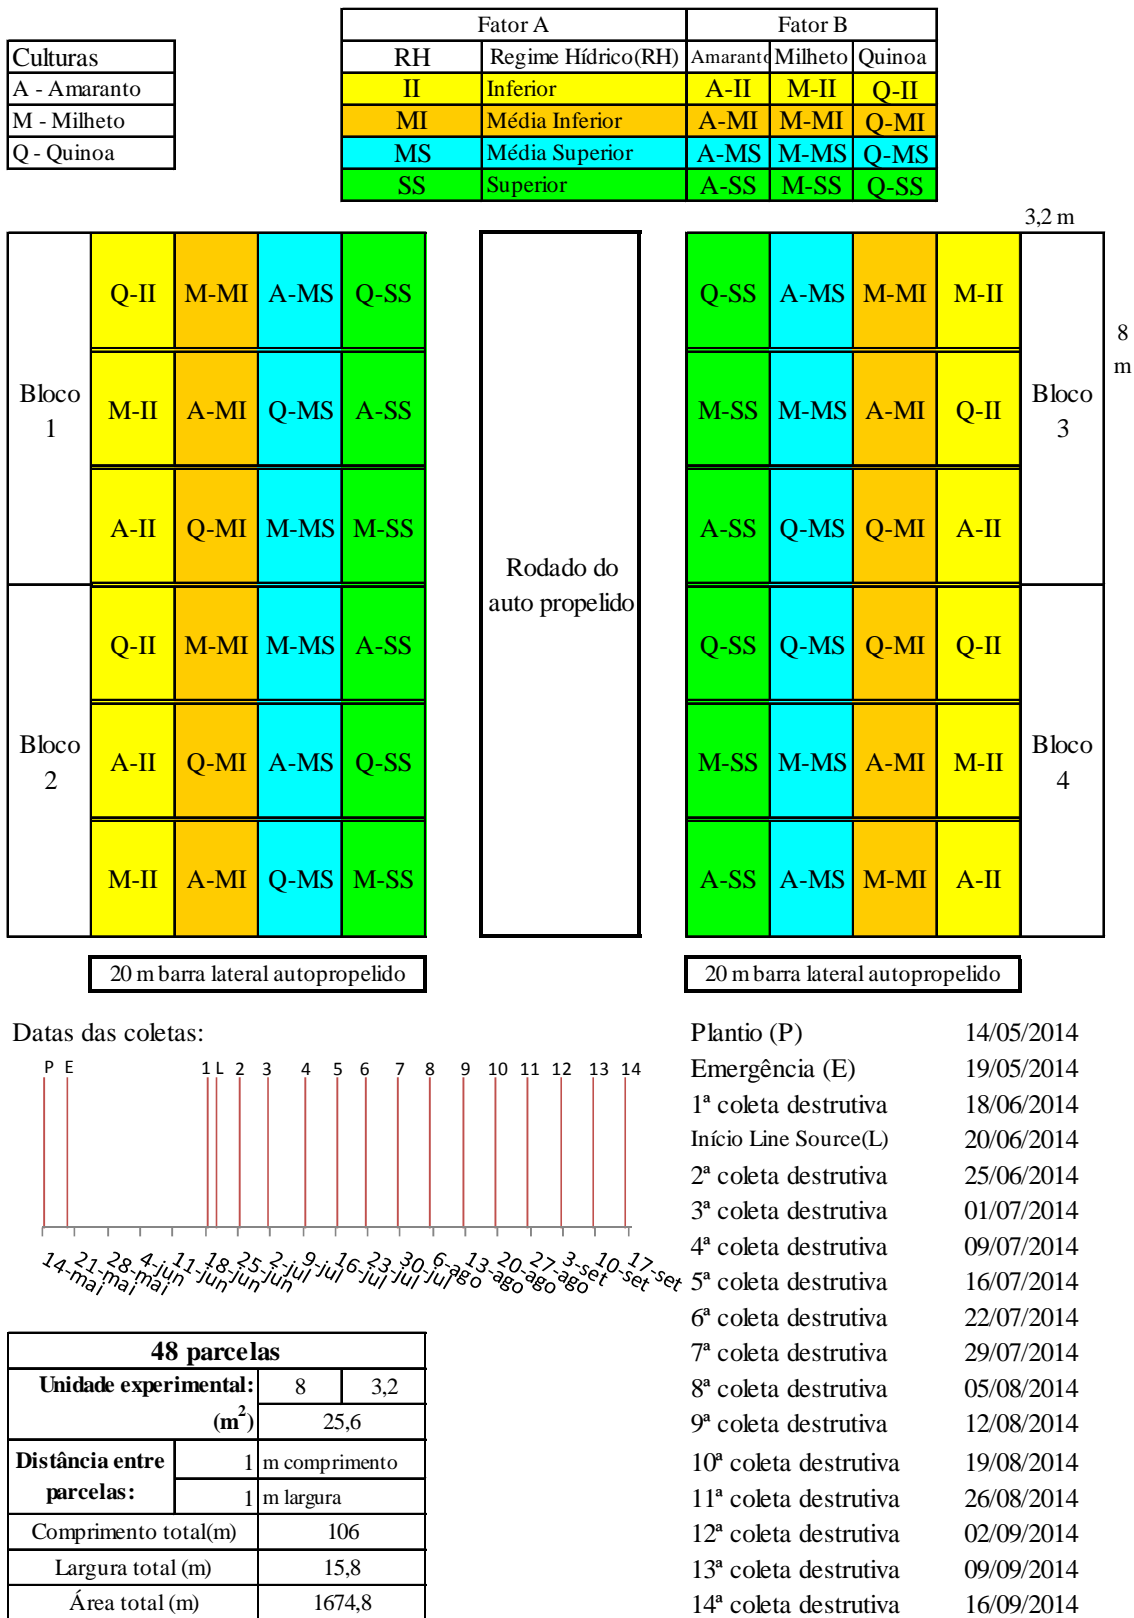 Culturas
A - Amaranto
M - Milheto
Q - Quinoa
Fator A Fator B
RH Regime Hídrico(RH) Amaranto Milheto Quinoa
II Inferior A-II M-II Q-II
MI Média Inferior A-MI M-MI Q-MI
MS Média Superior A-MS M-MS Q-MS
SS Superior A-SS M-SS Q-SS
3,2 m
8
m
Bloco
1
Q-II M-MI A-MS Q-SS
M-II A-MI Q-MS A-SS
A-II Q-MI M-MS M-SS
Bloco
2
Q-II M-MI M-MS A-SS
A-II Q-MI A-MS Q-SS
M-II A-MI Q-MS M-SS
Rodado do
auto propelido
Q-SS A-MS M-MI M-II
M-SS M-MS A-MI Q-II
A-SS Q-MS Q-MI A-II
Bloco
3
Q-SS Q-MS Q-MI Q-II
M-SS M-MS A-MI M-II
A-SS A-MS M-MI A-II
Bloco
4
20 m barra lateral autopropelido
20 m barra lateral autopropelido
Datas das coletas:
P E 1 L 2 3 4 5 6 7 8 9 10 11 12 13 14
14-mai 21-mai 28-mai 4-jun 11-jun 18-jun 25-jun 2-jul 9-jul 16-jul 23-jul 30-jul 6-ago 13-ago 20-ago 27-ago 3-set 10-set 17-set
48 parcelas
Unidade experimental: 8 3,2
(m²) 25,6
Distância entre
parcelas:
1 m comprimento
1 m largura
Comprimento total(m) 106
Largura total (m) 15,8
Área total (m) 1674,8
Plantio (P) 14/05/2014
Emergência (E) 19/05/2014
1ª coleta destrutiva 18/06/2014
Início Line Source(L) 20/06/2014
2ª coleta destrutiva 25/06/2014
3ª coleta destrutiva 01/07/2014
4ª coleta destrutiva 09/07/2014
5ª coleta destrutiva 16/07/2014
6ª coleta destrutiva 22/07/2014
7ª coleta destrutiva 29/07/2014
8ª coleta destrutiva 05/08/2014
9ª coleta destrutiva 12/08/2014
10ª coleta destrutiva 19/08/2014
11ª coleta destrutiva 26/08/2014
12ª coleta destrutiva 02/09/2014
13ª coleta destrutiva 09/09/2014
14ª coleta destrutiva 16/09/2014